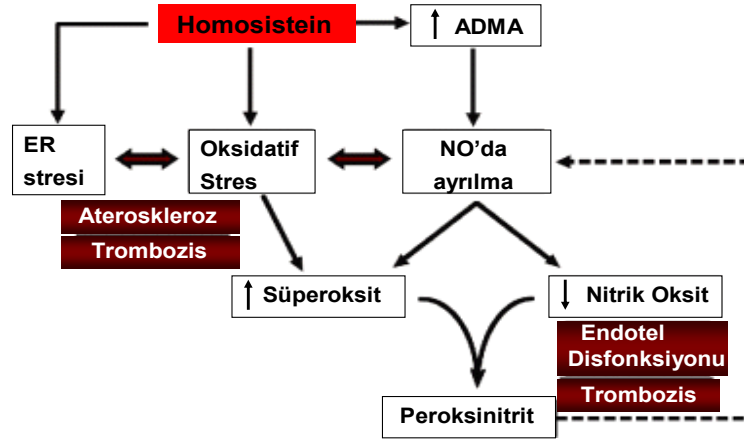 Homosistein
↑ ADMA
ER
stresi
Oksidatif
Stres
NO’da
ayrılma
Ateroskleroz
Trombozis
↑ Süperoksit
↓ Nitrik Oksit
Endotel
Disfonksiyonu
Trombozis
Peroksinitrit